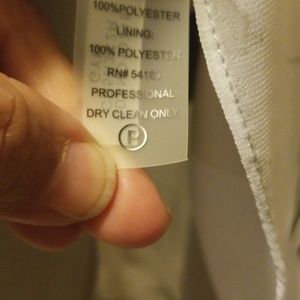 100%POLYESTER
LINING:
100% POLYESTER
RN# 54163
PROFESSIONAL
DRY CLEAN ONLY
P